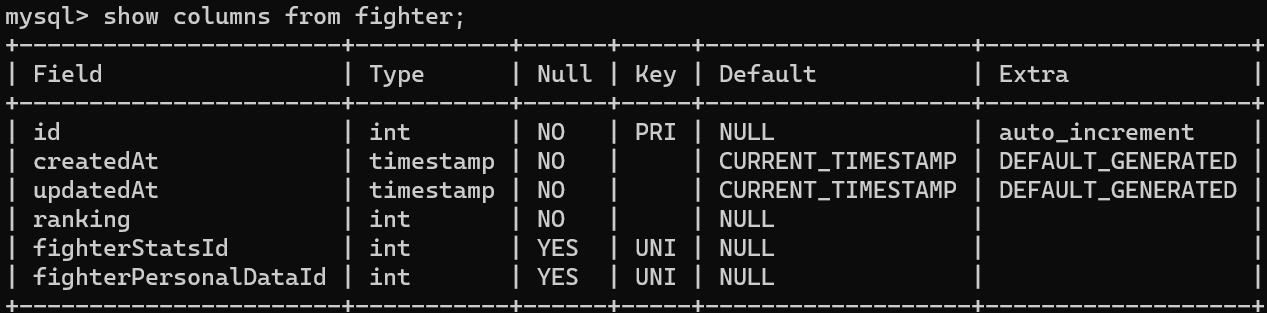 mysql> show columns from fighter;
+-----------------------+-----------+------+-----+-------------------+-------------------+
| Field                 | Type      | Null | Key | Default           | Extra             |
+-----------------------+-----------+------+-----+-------------------+-------------------+
| id                    | int       | NO   | PRI | NULL              | auto_increment    |
| createdAt             | timestamp | NO   |     | CURRENT_TIMESTAMP | DEFAULT_GENERATED |
| updatedAt             | timestamp | NO   |     | CURRENT_TIMESTAMP | DEFAULT_GENERATED |
| ranking               | int       | NO   |     | NULL              |                   |
| fighterStatsId        | int       | YES  | UNI | NULL              |                   |
| fighterPersonalDataId | int       | YES  | UNI | NULL              |                   |
+-----------------------+-----------+------+-----+-------------------+-------------------+